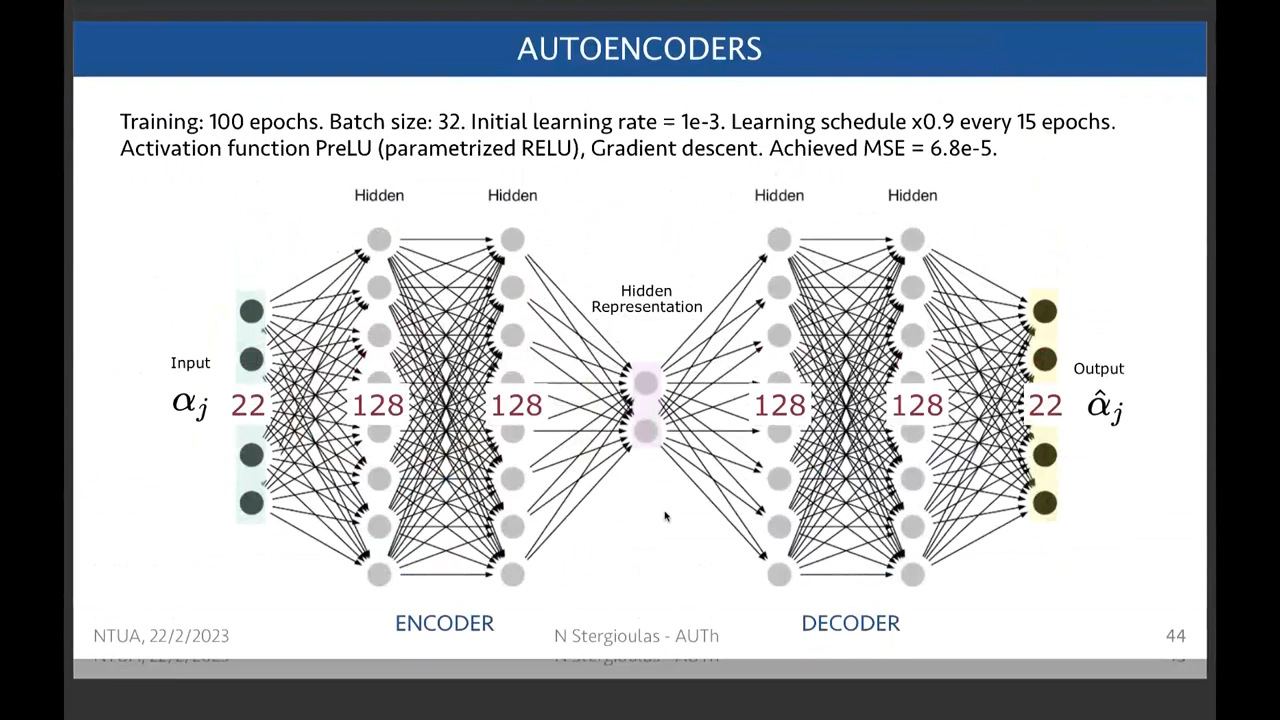 AUTOENCODERS
Training: 100 epochs. Batch size: 32. Initial learning rate = 1e-3. Learning schedule x0.9 every 15 epochs.
Activation function PreLU (parametrized RELU), Gradient descent. Achieved MSE = 6.8e-5.
Hidden Hidden Hidden Hidden
Hidden
Representation
Input Output
αj 22 128 128 128 128 22 α̂j
ENCODER DECODER
NTUA, 22/2/2023 N Stergioulas - AUTh 44